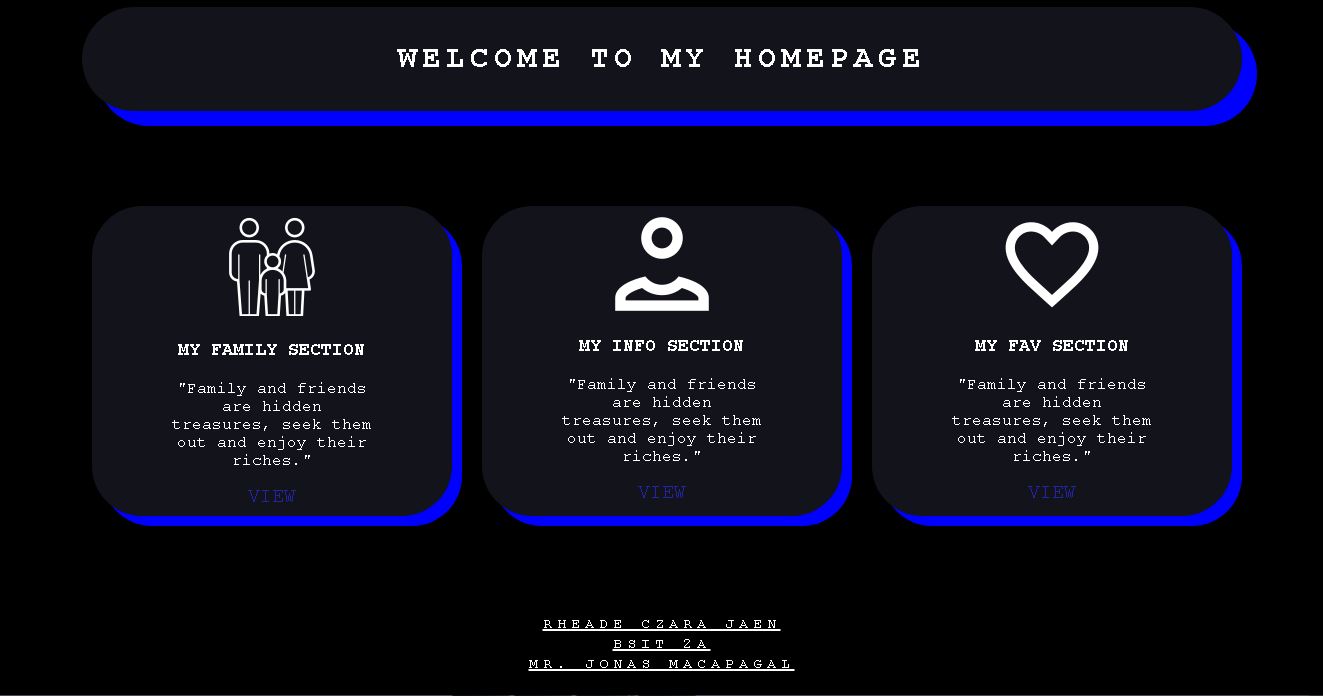 WELCOME TO MY HOMEPAGE
MY FAMILY SECTION
"Family and friends
are hidden
treasures, seek them
out and enjoy their
riches."
VIEW
MY INFO SECTION
"Family and friends
are hidden
treasures, seek them
out and enjoy their
riches."
VIEW
MY FAV SECTION
"Family and friends
are hidden
treasures, seek them
out and enjoy their
riches."
VIEW
RHEADE CZARA JAEN
BSIT 2A
MR. JONAS MACAPAGAL